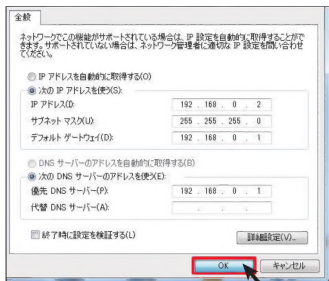 全般
ネットワークでこの機能がサポートされている場合は、IP 設定を自動的に取得することがで
きます。サポートされていない場合は、ネットワーク管理者に適切な IP 設定を問い合わせ
てください。
IP アドレスを自動的に取得する(O)
次の IP アドレスを使う(S):
IP アドレス(I):
192 . 168 . 0 . 2
サブネット マスク(U):
255 . 255 . 255 . 0
デフォルト ゲートウェイ(D):
192 . 168 . 0 . 1
DNS サーバーのアドレスを自動的に取得する(B)
次の DNS サーバーのアドレスを使う(E):
優先 DNS サーバー(P):
192 . 168 . 0 . 1
代替 DNS サーバー(A):
. . .
終了時に設定を検証する(L)
詳細設定(V)...
OK
キャンセル